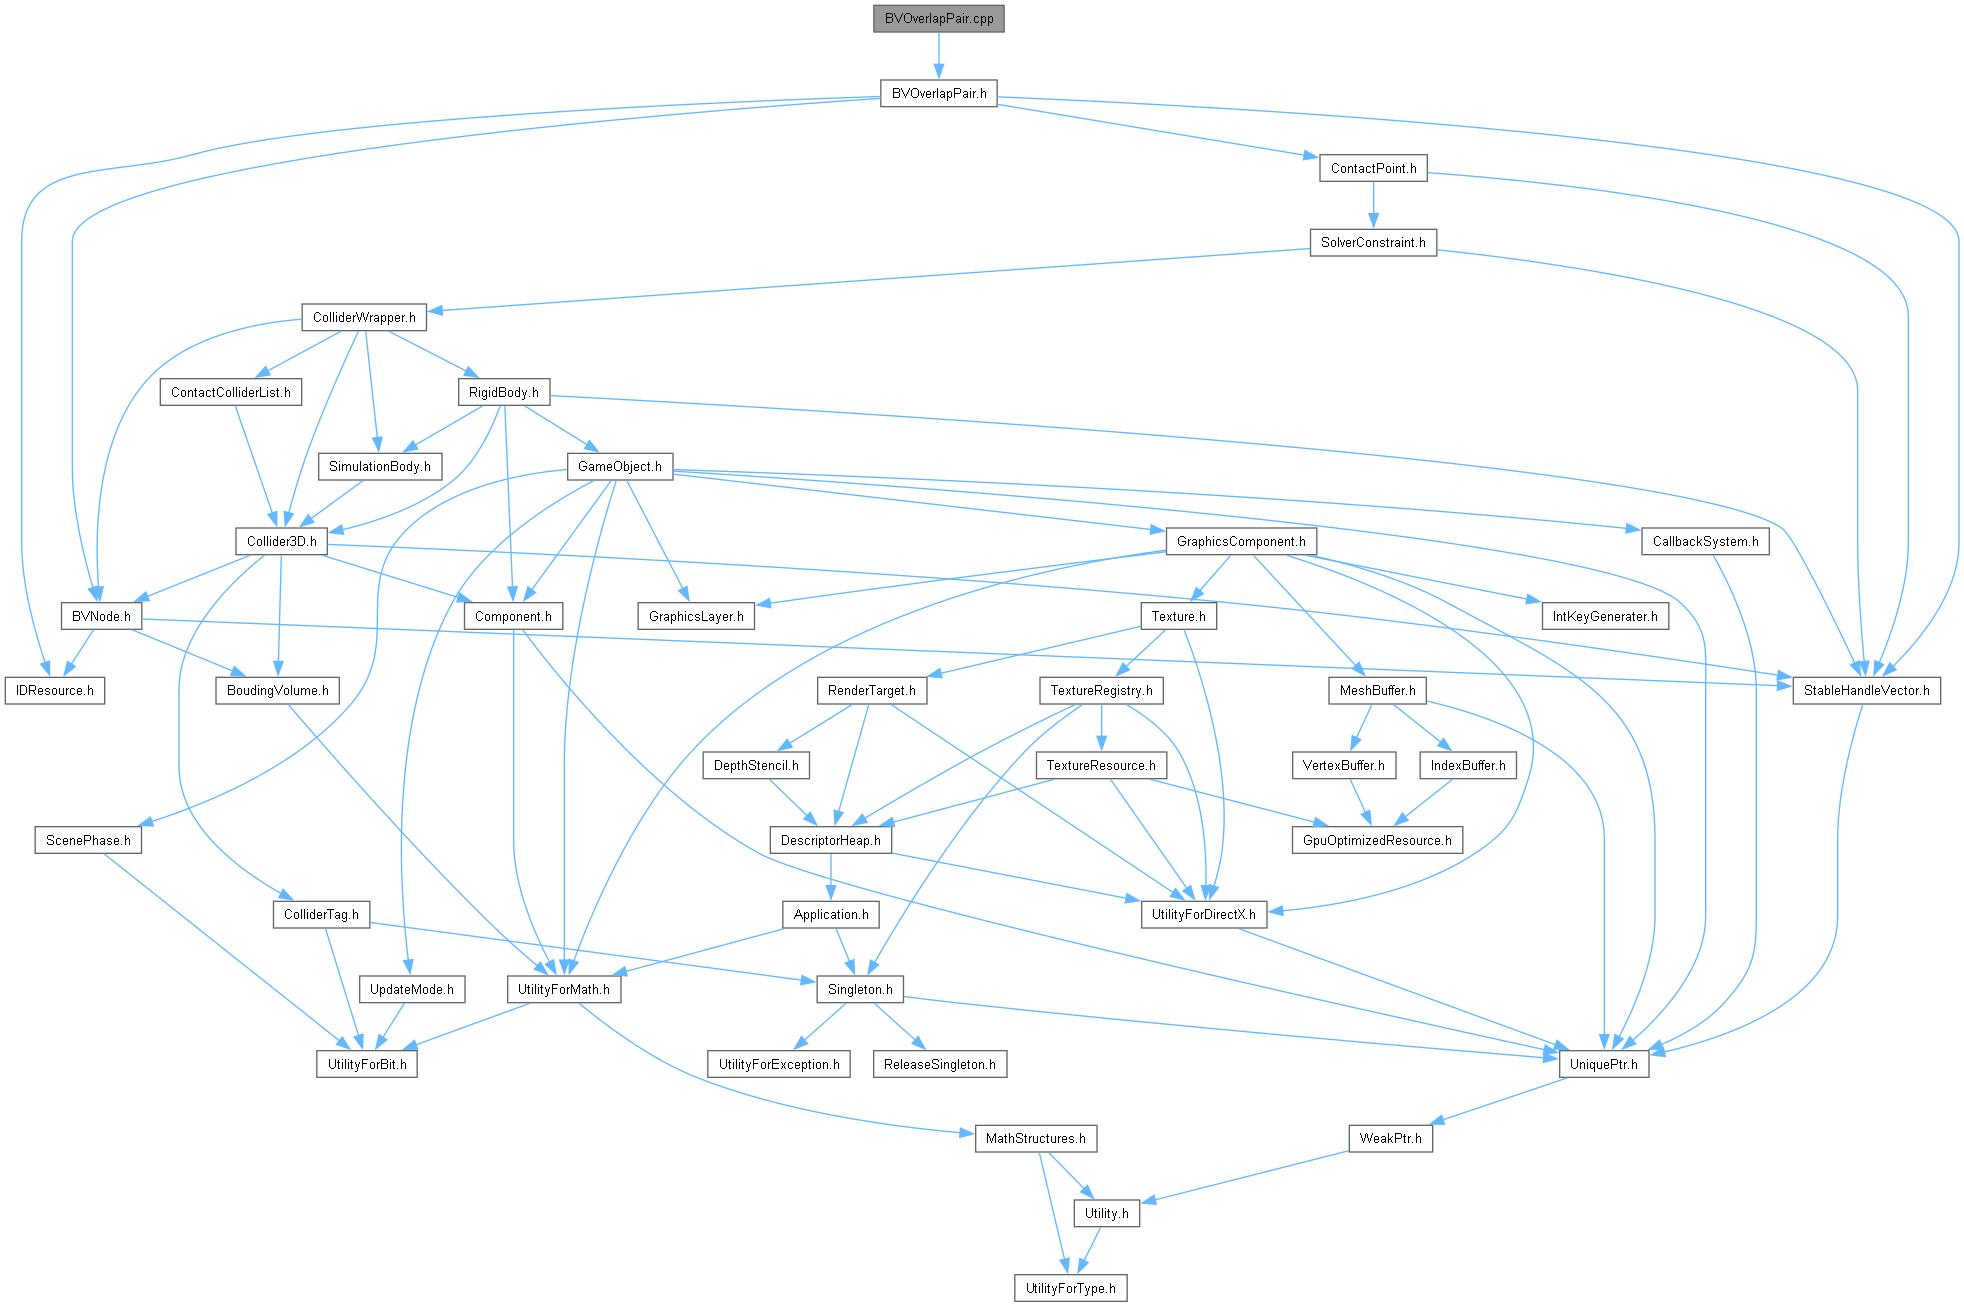 BVOverlapPair.cpp
BVOverlapPair.h
ContactPoint.h
SolverConstraint.h
ColliderWrapper.h
ContactColliderList.h
RigidBody.h
SimulationBody.h
GameObject.h
Collider3D.h
GraphicsComponent.h
CallbackSystem.h
BVNode.h
Component.h
GraphicsLayer.h
Texture.h
IntKeyGenerater.h
IDResource.h
BoudingVolume.h
RenderTarget.h
TextureRegistry.h
MeshBuffer.h
StableHandleVector.h
DepthStencil.h
TextureResource.h
VertexBuffer.h
IndexBuffer.h
ScenePhase.h
DescriptorHeap.h
GpuOptimizedResource.h
ColliderTag.h
Application.h
UtilityForDirectX.h
UpdateMode.h
UtilityForMath.h
Singleton.h
UtilityForBit.h
UtilityForException.h
ReleaseSingleton.h
UniquePtr.h
MathStructures.h
WeakPtr.h
Utility.h
UtilityForType.h